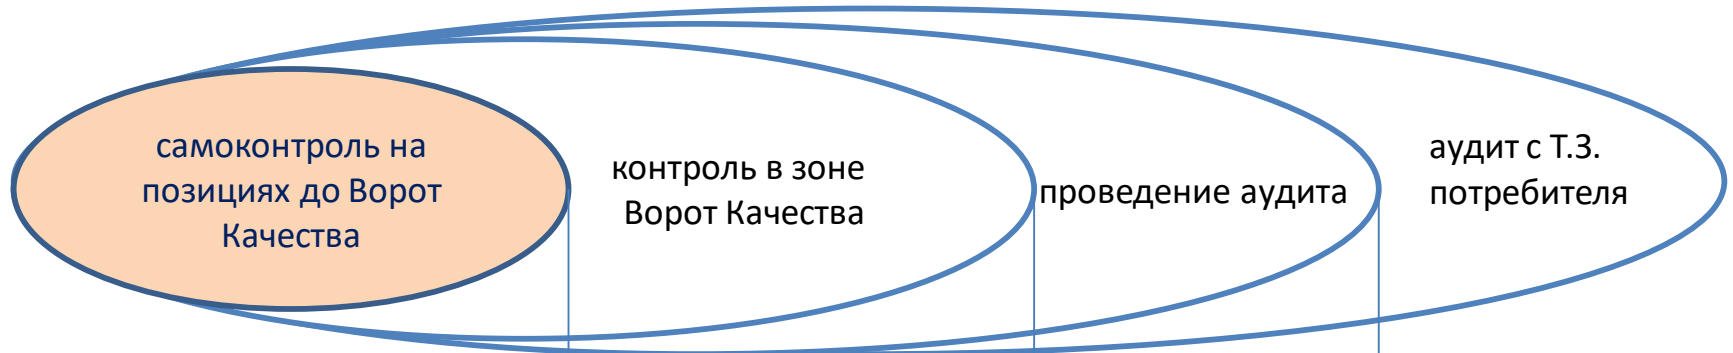 самоконтроль на
позициях до Ворот
Качества
контроль в зоне
Ворот Качества
проведение аудита
аудит с Т.З.
потребителя